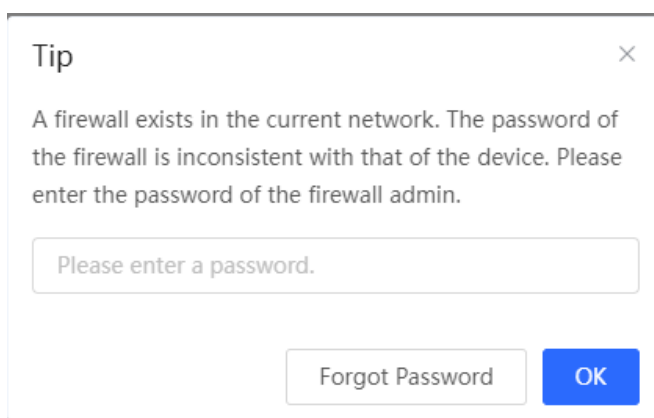 Tip
A firewall exists in the current network. The password of
the firewall is inconsistent with that of the device. Please
enter the password of the firewall admin.
Please enter a password.
Forgot Password
OK